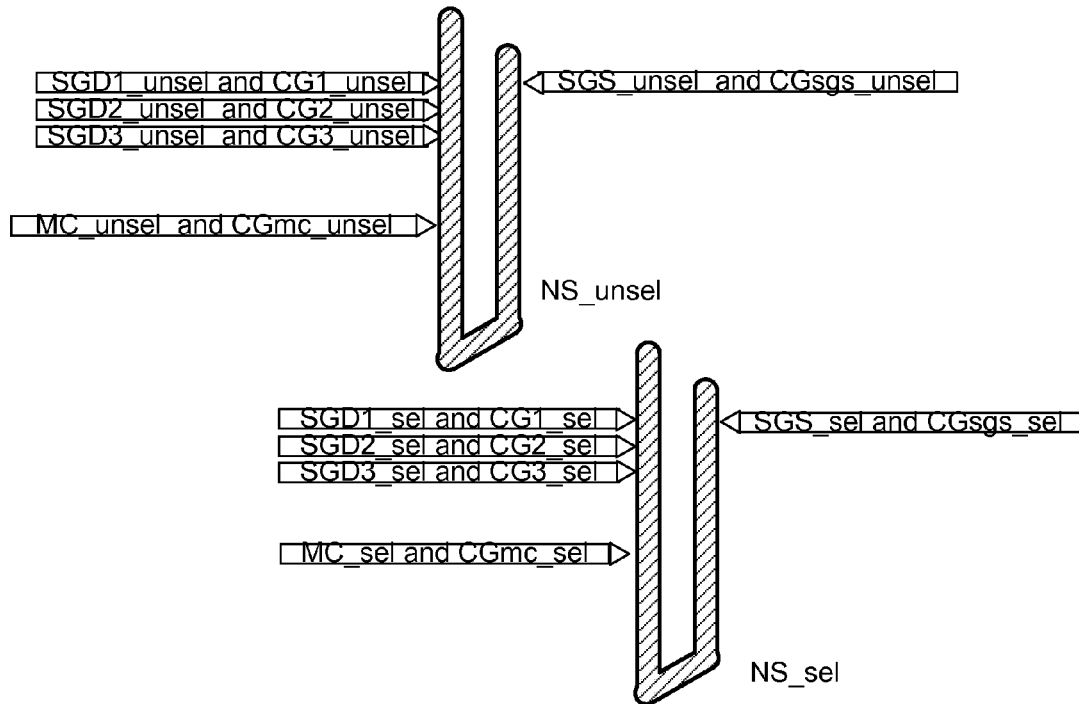 SGD1_unsel and CG1_unsel
SGS_unsel and CGsgs_unsel
SGD2_unsel and CG2_unsel
SGD3_unsel and CG3_unsel
MC_unsel and CGmc_unsel
NS_unsel
SGD1_sel and CG1_sel
SGS_sel and CGsgs_sel
SGD2_sel and CG2_sel
SGD3_sel and CG3_sel
MC_sel and CGmc_sel
NS_sel